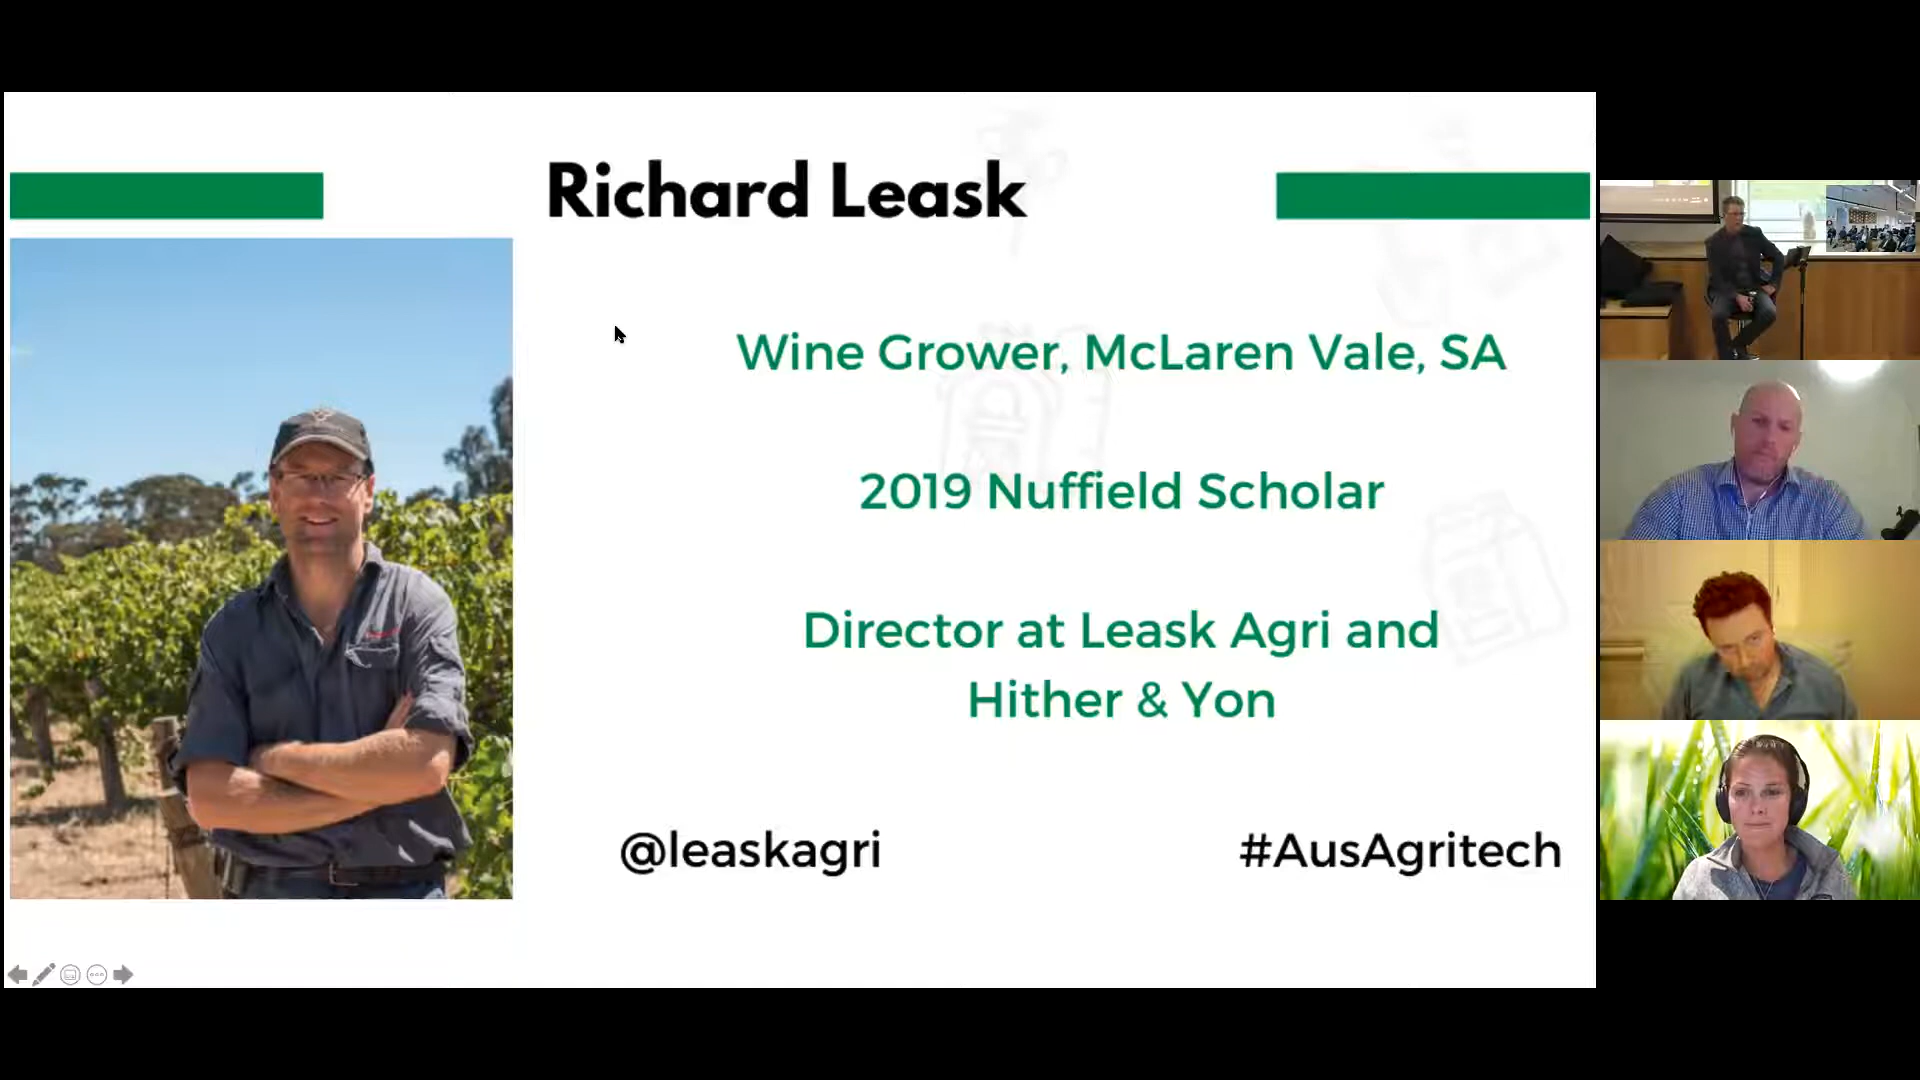 Richard Leask
Wine Grower, McLaren Vale, SA
2019 Nuffield Scholar
Director at Leask Agri and
Hither & Yon
@leaskagri
#AusAgritech